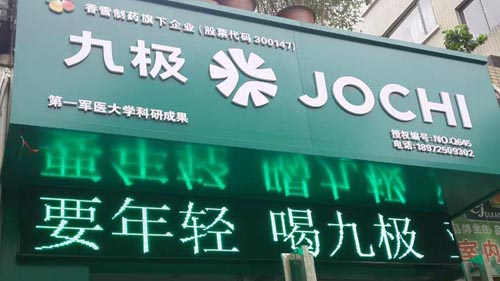 香雪制药旗下企业（股票代码 300147）
九极 JOCHI
第一军医大学科研成果
授权编号:NO.Q645
电话:18972509302
要年轻 喝九极
室内